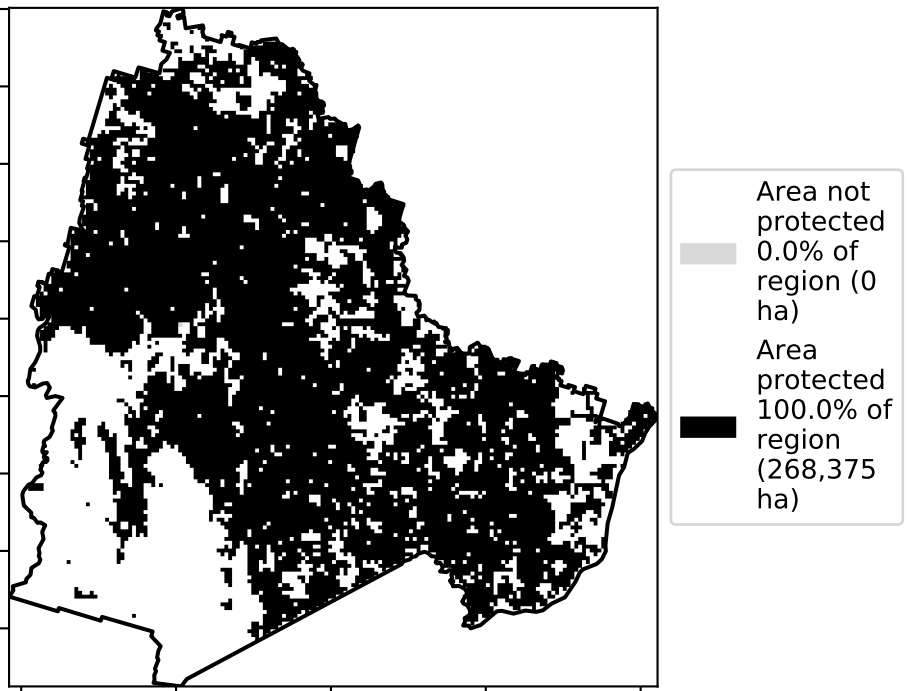 Area not
protected
0.0% of
region (0
ha)
Area
protected
100.0% of
region
(268,375
ha)